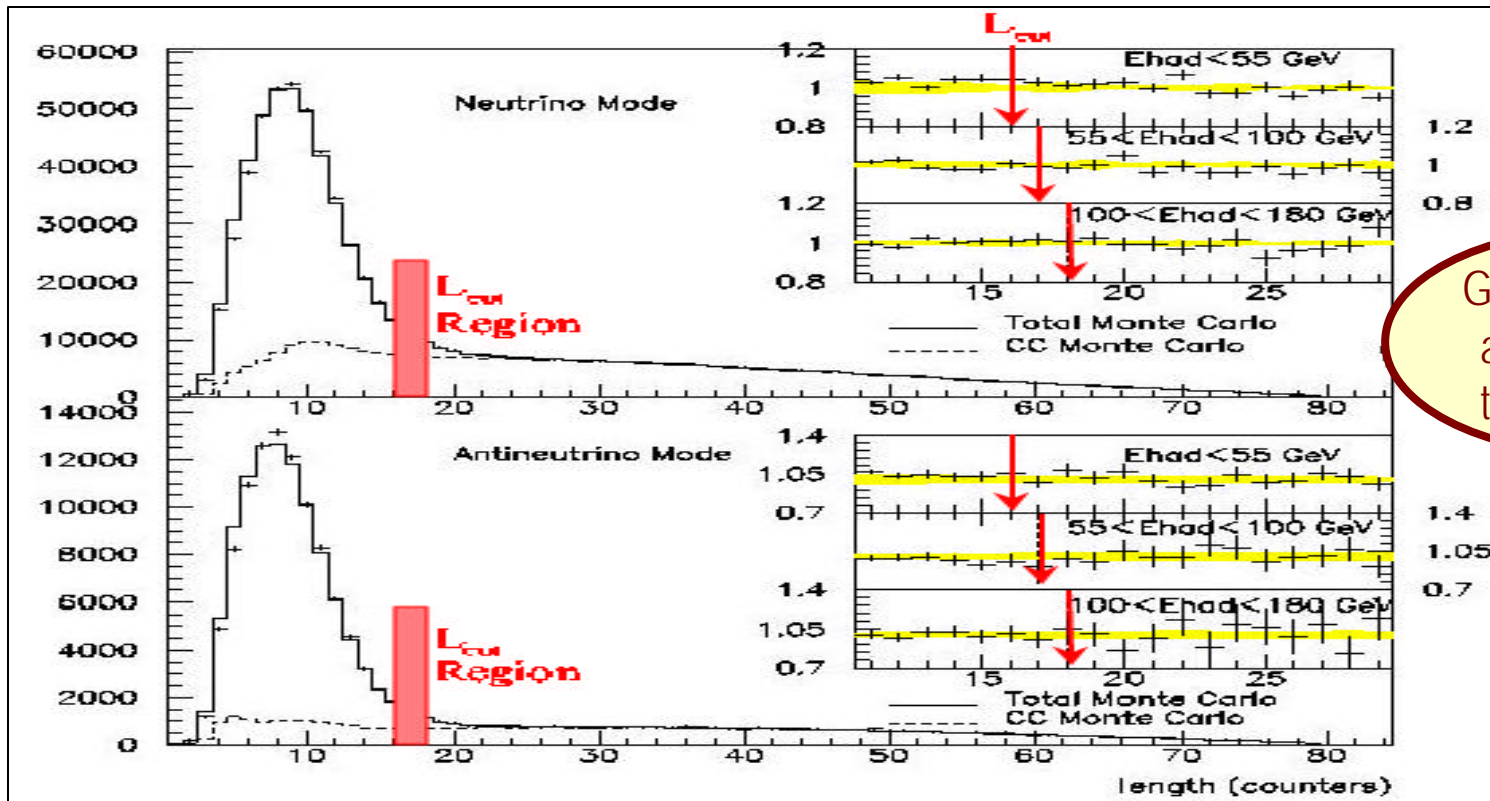 L_cut
60000
50000
40000
30000
20000
10000
0
Neutrino Mode
L_cut
Region
1.2
1
0.8
Ehad<55 GeV
55<Ehad<100 GeV
1.2
1
0.8
1.2
1
0.8
100<Ehad<180 GeV
15 20 25
Total Monte Carlo
CC Monte Carlo
10 20 30 40 50 60 70 80
14000
12000
10000
8000
6000
4000
2000
0
Antineutrino Mode
L_cut
Region
1.4
1.05
0.7
Ehad<55 GeV
55<Ehad<100 GeV
1.4
1.05
0.7
1.4
1.05
0.7
100<Ehad<180 GeV
15 20 25
Total Monte Carlo
CC Monte Carlo
10 20 30 40 50 60 70 80
length (counters)